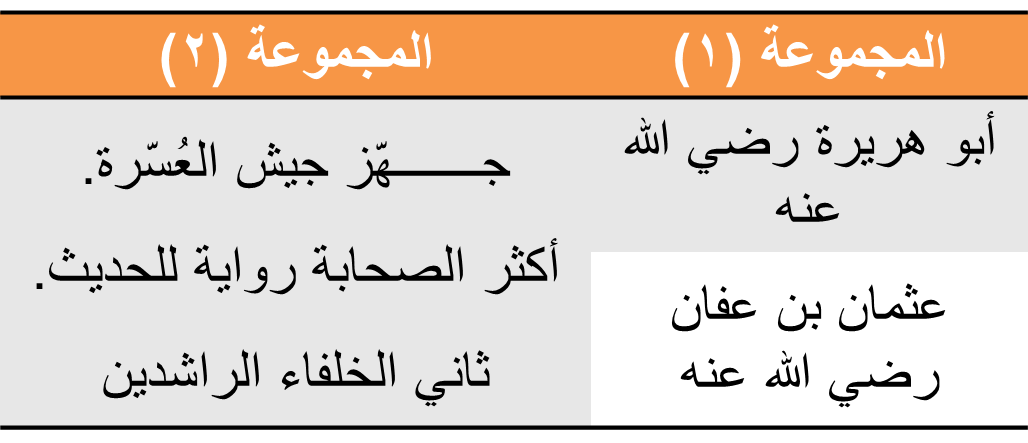 المجموعة (١)
المجموعة (٢)
أبو هريرة رضي الله
عنه
جـــــهّز جيش العُسّرة.
أكثر الصحابة رواية للحديث.
عثمان بن عفان
رضي الله عنه
ثاني الخلفاء الراشدين